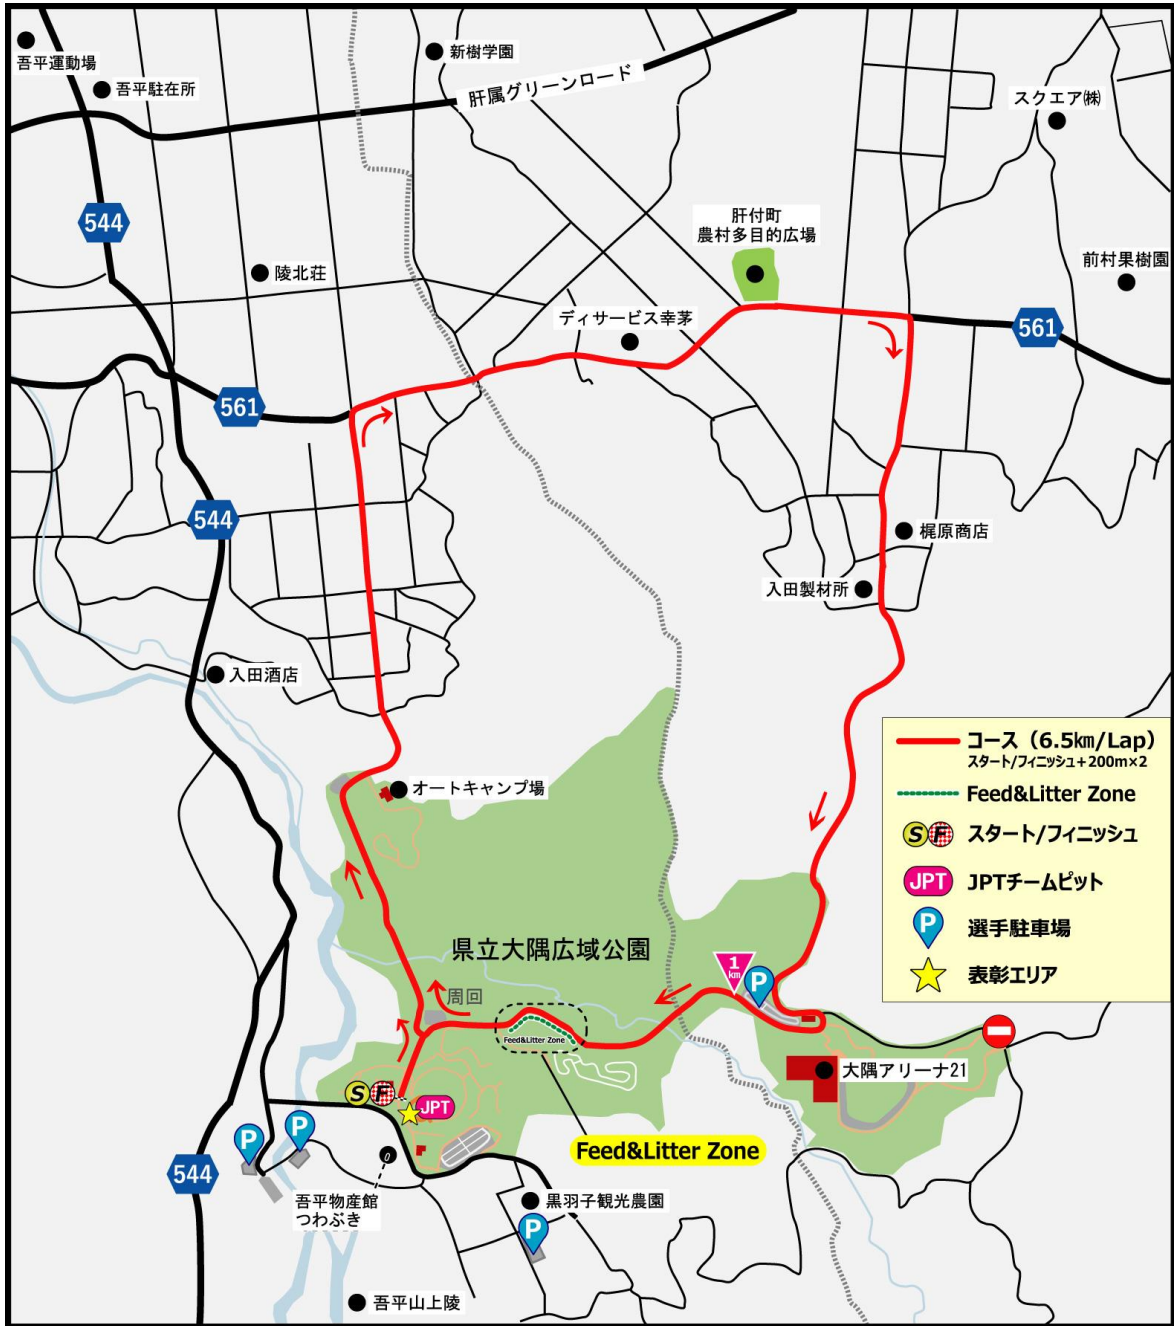 吾平運動場
吾平駐在所
新樹学園
肝属グリーンロード
スクエア㈱
544
肝付町
農村多目的広場
陵北荘
前村果樹園
ディサービス幸茅
561
561
544
梶原商店
入田製材所
入田酒店
コース（6.5㎞/Lap）
スタート/フィニッシュ+200m×2
Feed&Litter Zone
S F スタート/フィニッシュ
JPT JPTチームピット
P 選手駐車場
表彰エリア
オートキャンプ場
県立大隅広域公園
1
km
P
周回
Feed&Litter Zone
大隅アリーナ21
S F
JPT
Feed&Litter Zone
P
P
544
0
吾平物産館
つわぶき
黒羽子観光農園
P
吾平山上陵